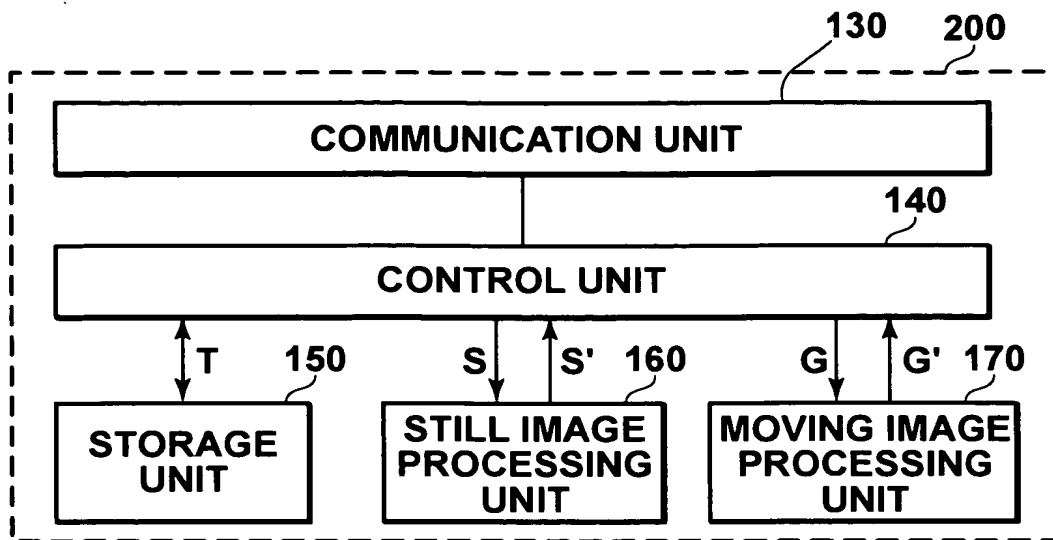 130
200
COMMUNICATION UNIT
140
CONTROL UNIT
T
S
S'
G
G'
150
160
170
STORAGE
UNIT
STILL IMAGE
PROCESSING
UNIT
MOVING IMAGE
PROCESSING
UNIT